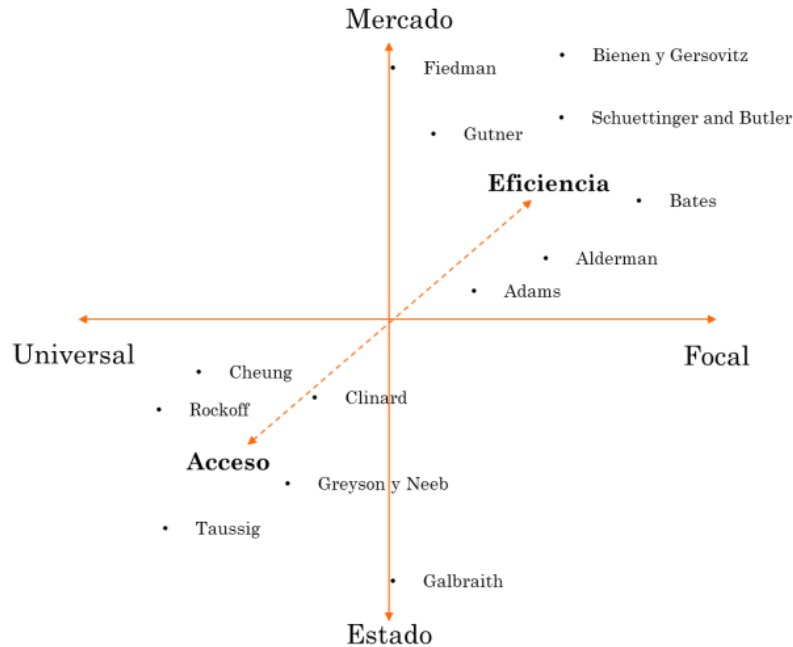 Mercado
Bienen y Gersovitz
Fiedman
Schuettinger and Butler
Gutner
Eficiencia
Bates
Alderman
Adams
Universal
Focal
Cheung
Clinard
Rockoff
Acceso
Greyson y Neeb
Taussig
Galbraith
Estado